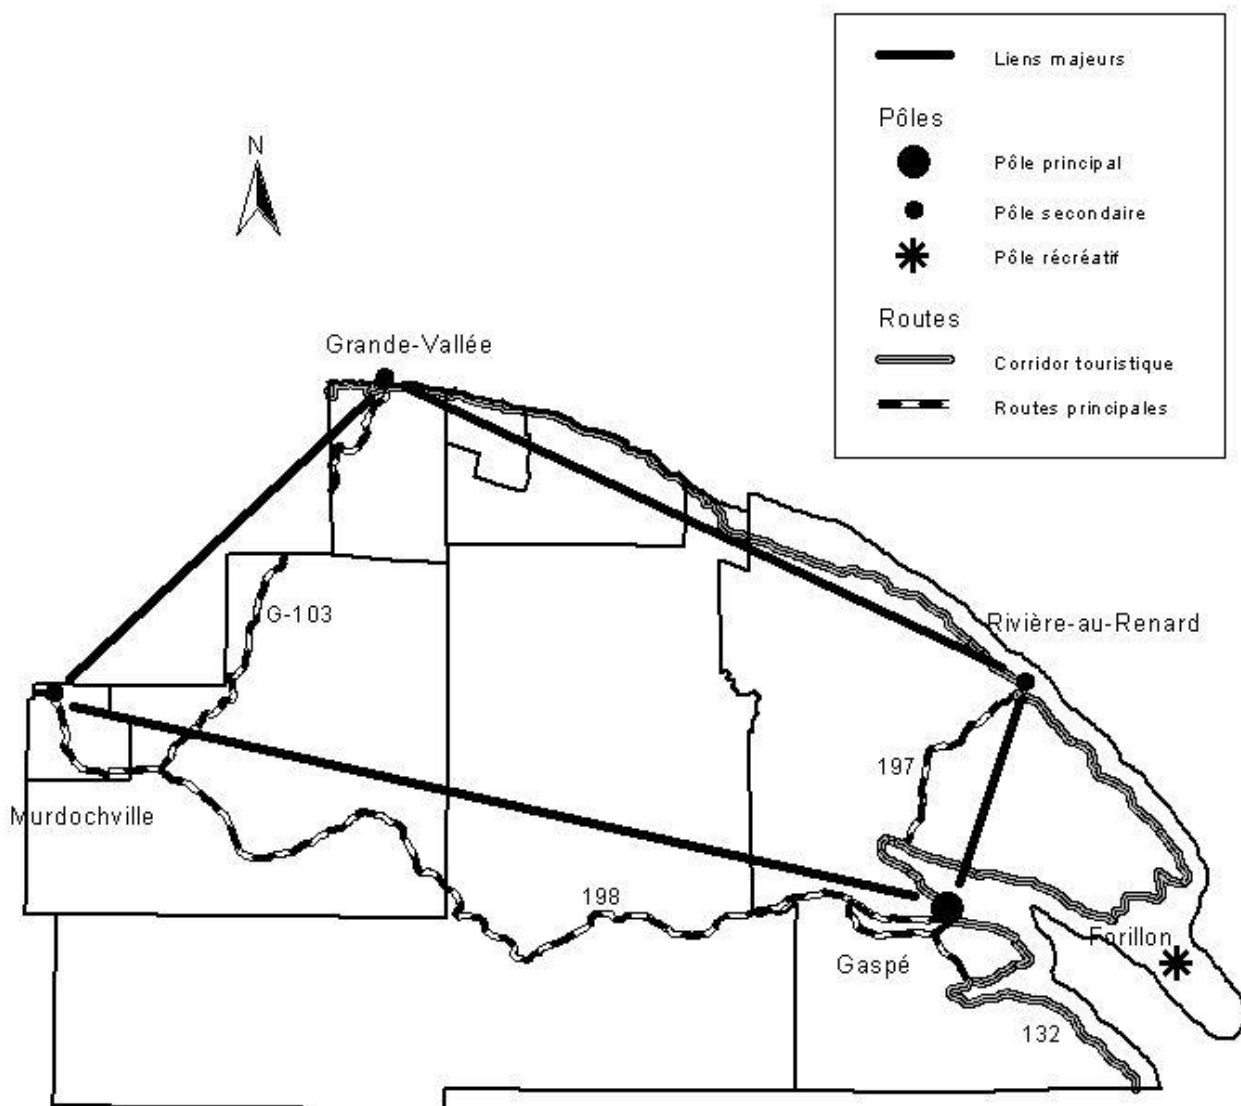 Liens majeurs
Pôles
Pôle principal
Pôle secondaire
Pôle récréatif
Routes
Corridor touristique
Routes principales
N
Grande-Vallée
G-103
Rivière-au-Renard
197
Murdochville
198
Forillon
Gaspé
132